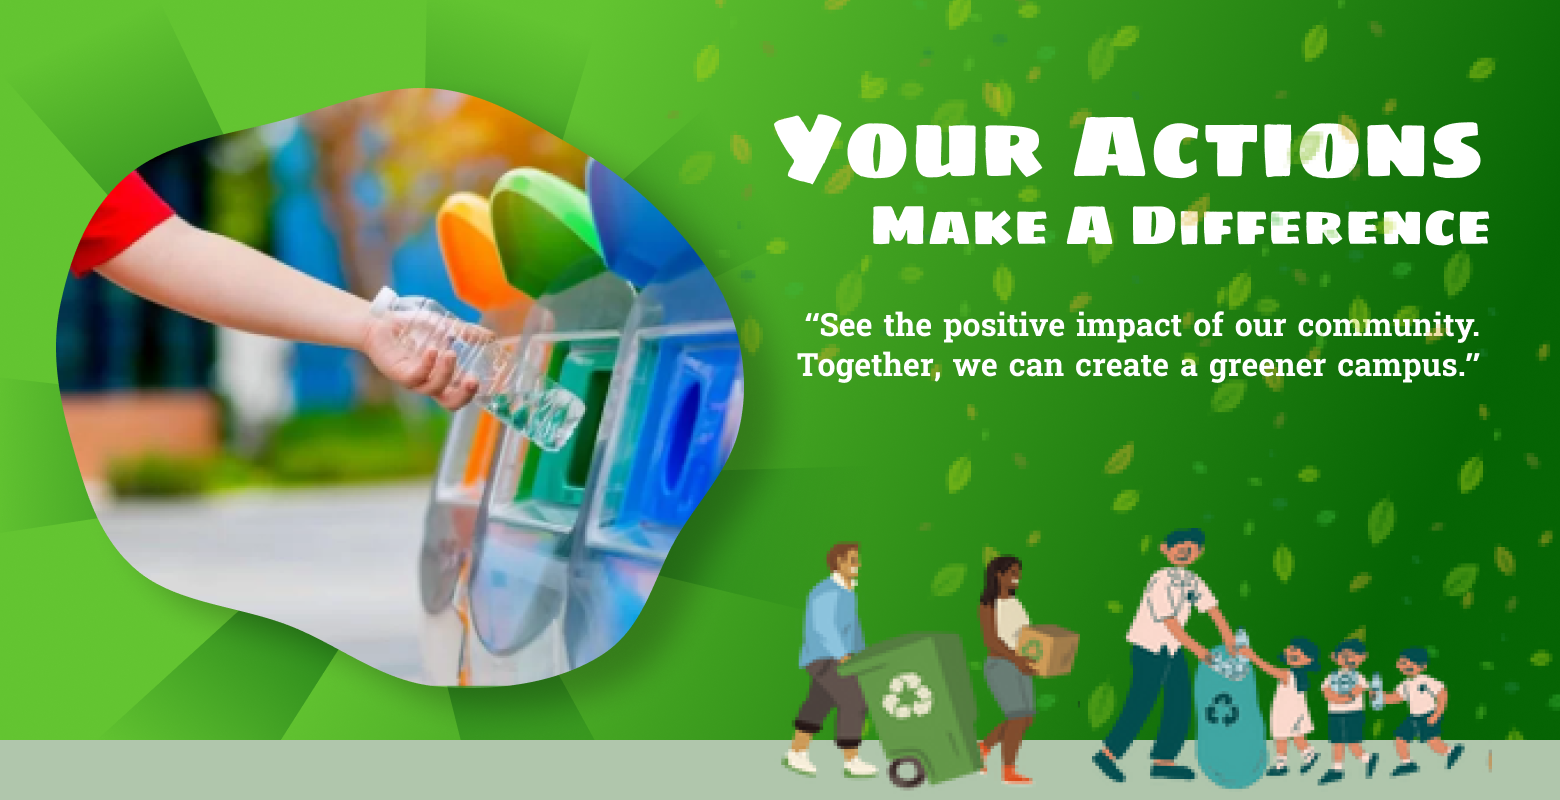 Your Actions
Make A Difference
“See the positive impact of our community.
Together, we can create a greener campus.”